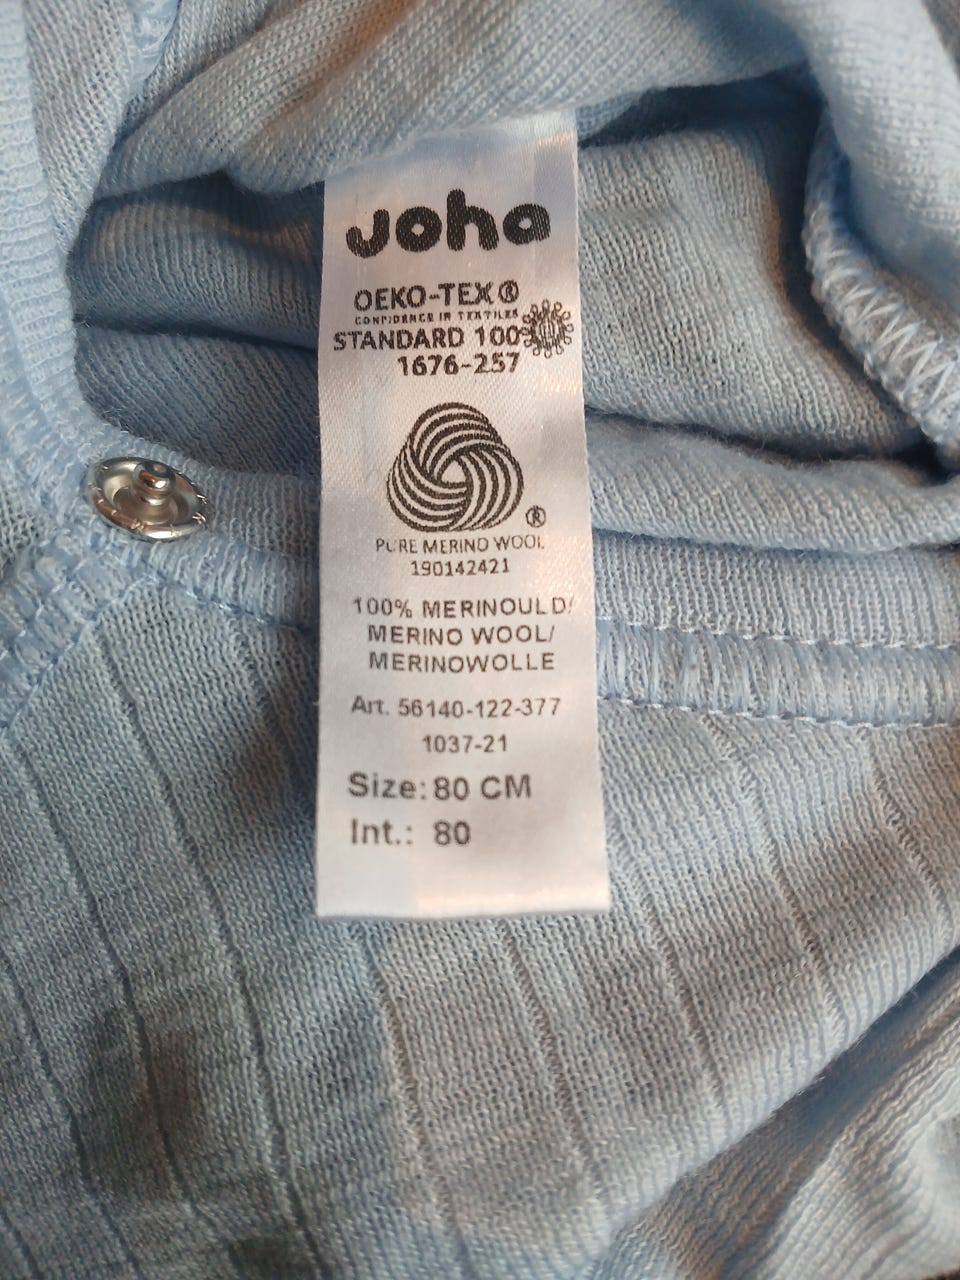 Joha
OEKO-TEX®
CONFIDENCE IN TEXTILES
STANDARD 100
1676-257
®
PURE MERINO WOOL
190142421
100% MERINOULD/
MERINO WOOL/
MERINOWOLLE
Art. 56140-122-377
1037-21
Size: 80 CM
Int.: 80